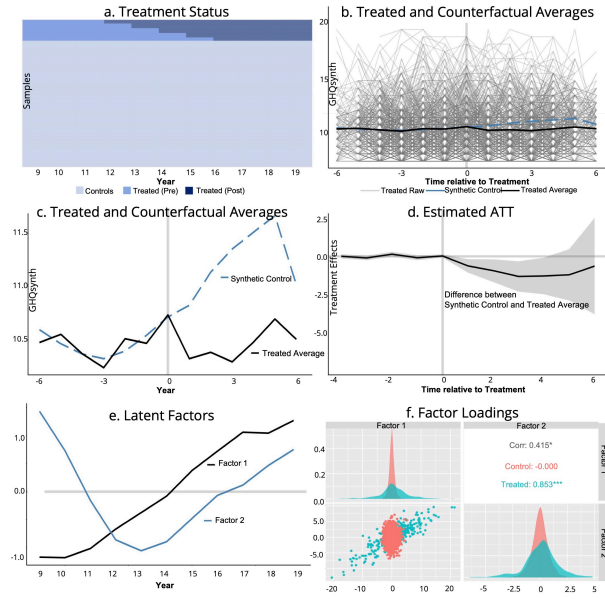 a. Treatment Status
Samples
9 10 11 12 13 14 15 16 17 18 19
Year
Controls Treated (Pre) Treated (Post)
b. Treated and Counterfactual Averages
20
15
10
GHQsynth
-6 -3 -0 3 6
Time relative to Treatment
Treated Raw Synthetic Control Treated Average
c. Treated and Counterfactual Averages
11.5
11.0
10.5
GHQsynth
Synthetic Control
Treated Average
-6 -3 0 3 6
Year
d. Estimated ATT
2.5
-0.0
-2.5
-5.0
Treatment Effects
Difference between
Synthetic Control and Treated Average
-4 -2 0 2 4 6
Time relative to Treatment
e. Latent Factors
1.0
0.0
-1.0
Factor 1
Factor 2
9 10 11 12 13 14 15 16 17 18 19
Year
f. Factor Loadings
Factor 1 Factor 2
0.4
0.2
0.0
Corr: 0.415*
Control: -0.000
Treated: 0.853***
Factor 1
5.0
0.0
-5.0
Factor 2
-20 -10 0 10 20
-5 -2.5 0 2.5 5